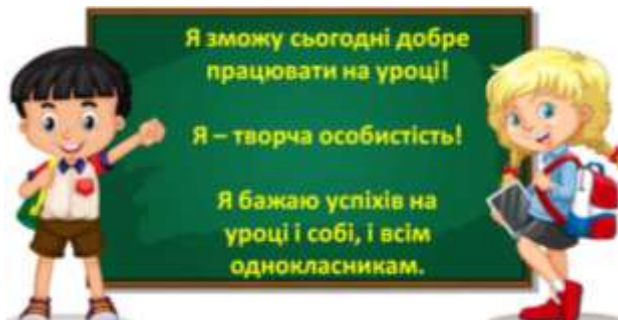 Я зможу сьогодні добре
працювати на уроці!
Я – творча особистість!
Я бажаю успіхів на
уроці і собі, і всім
однокласникам.